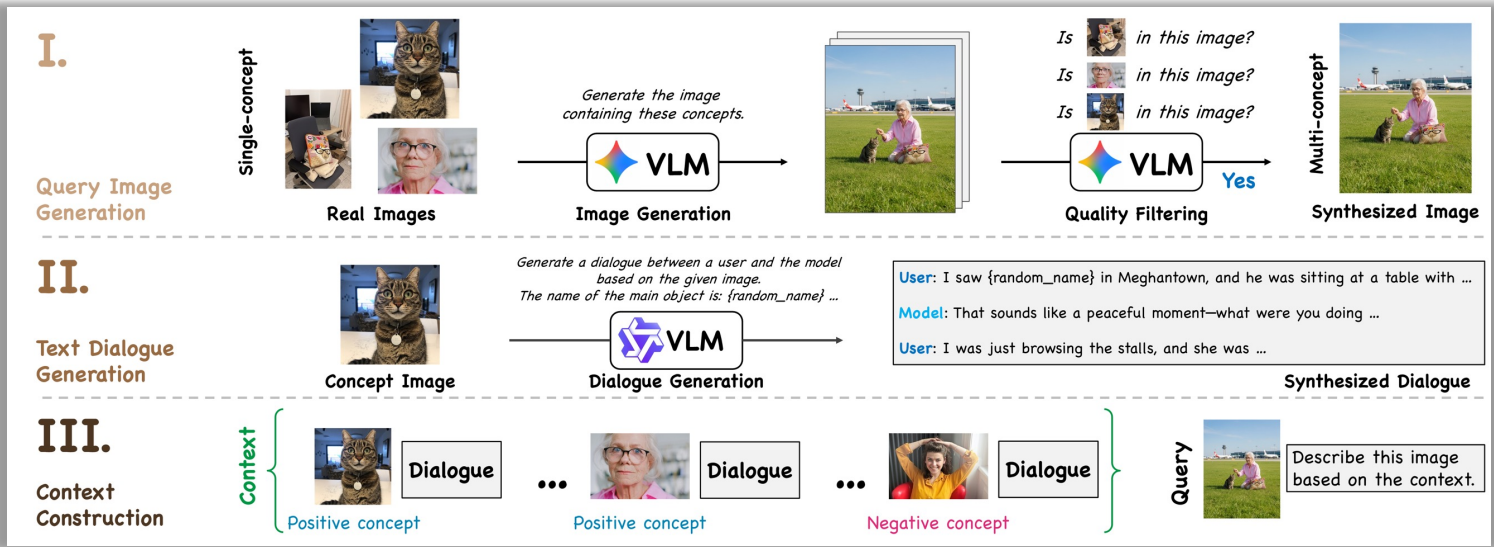 I.
Query Image
Generation
Single-concept
Real Images
Generate the image
containing these concepts.
VLM
Image Generation
Is in this image?
Is in this image?
Is in this image?
VLM
Yes
Quality Filtering
Multi-concept
Synthesized Image
II.
Text Dialogue
Generation
Concept Image
Generate a dialogue between a user and the model
based on the given image.
The name of the main object is: {random_name} ...
VLM
Dialogue Generation
User: I saw {random_name} in Meghantown, and he was sitting at a table with ...
Model: That sounds like a peaceful moment—what were you doing ...
User: I was just browsing the stalls, and she was ...
Synthesized Dialogue
III.
Context
Construction
Context
Dialogue
Positive concept
...
Dialogue
Positive concept
...
Dialogue
Negative concept
Query
Describe this image
based on the context.